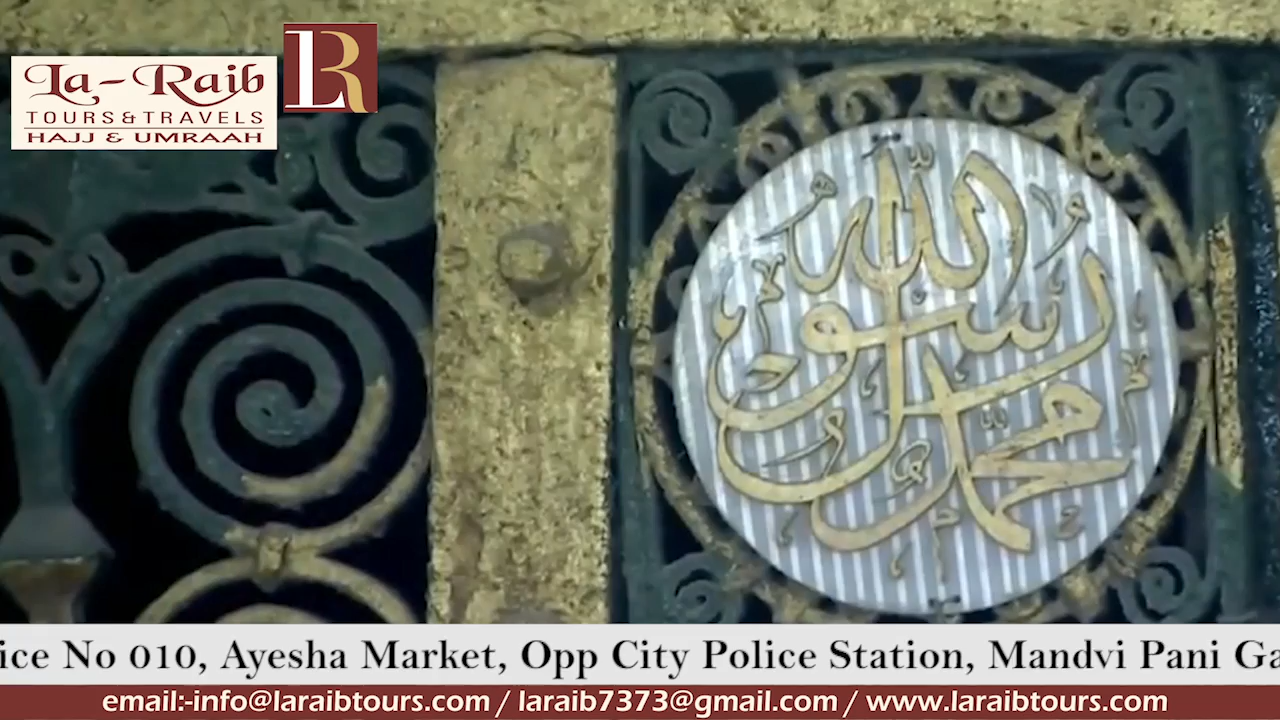 La-Raib
TOURS & TRAVELS
HAJJ & UMRAAH
LR
محمد رسول الله
ice No 010, Ayesha Market, Opp City Police Station, Mandvi Pani Ga
email:-info@laraibtours.com / laraib7373@gmail.com / www.laraibtours.com